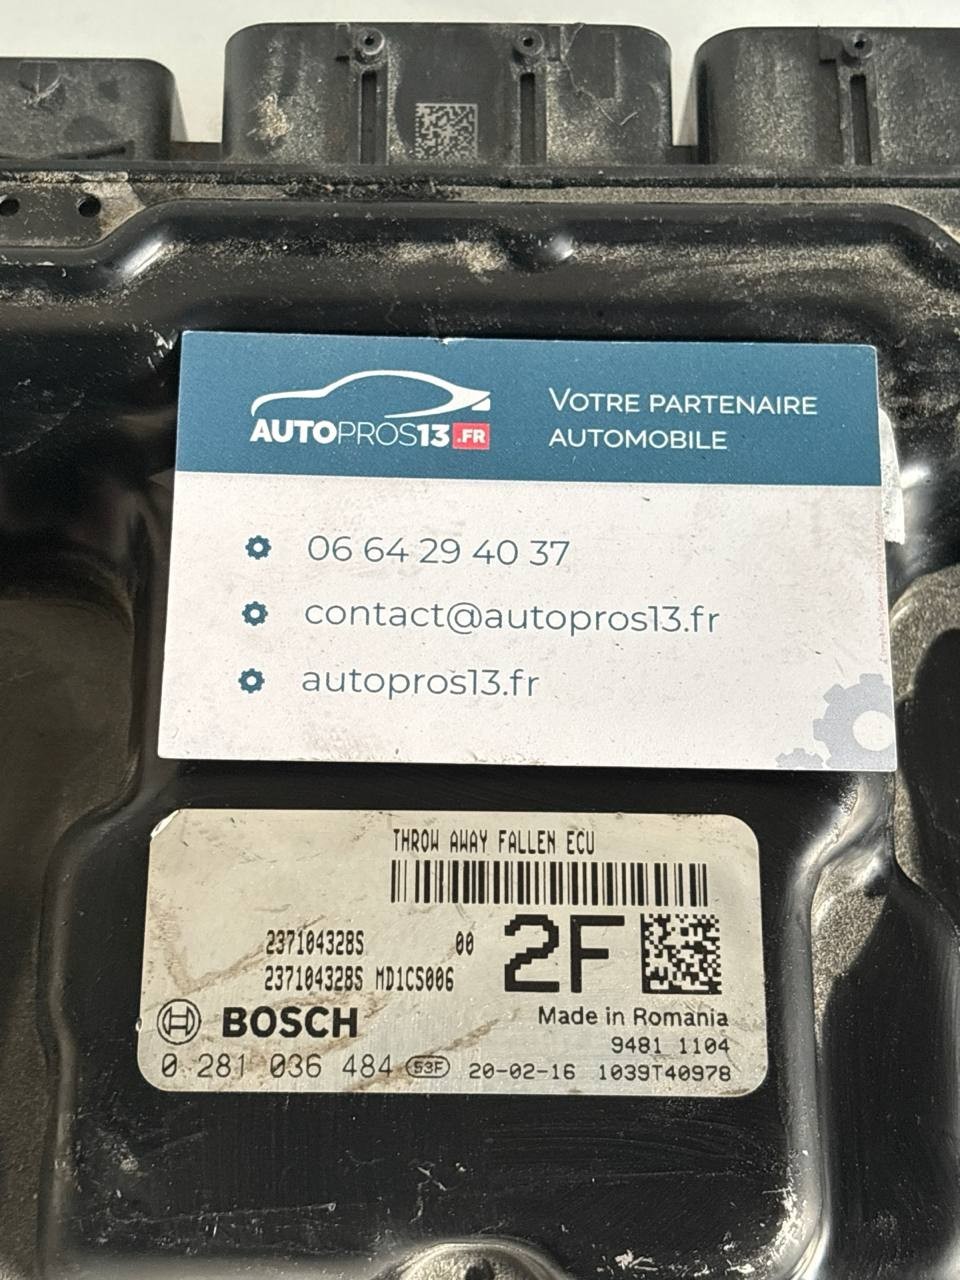 VOTRE PARTENAIRE
AUTOMOBILE
AUTOPROS13.FR
06 64 29 40 37
contact@autopros13.fr
autopros13.fr
THROW AWAY FALLEN ECU
237104328S 00
2F
237104328S MD1CS006
BOSCH
Made in Romania
9481 1104
0 281 036 484 53F 20-02-16 1039T40978